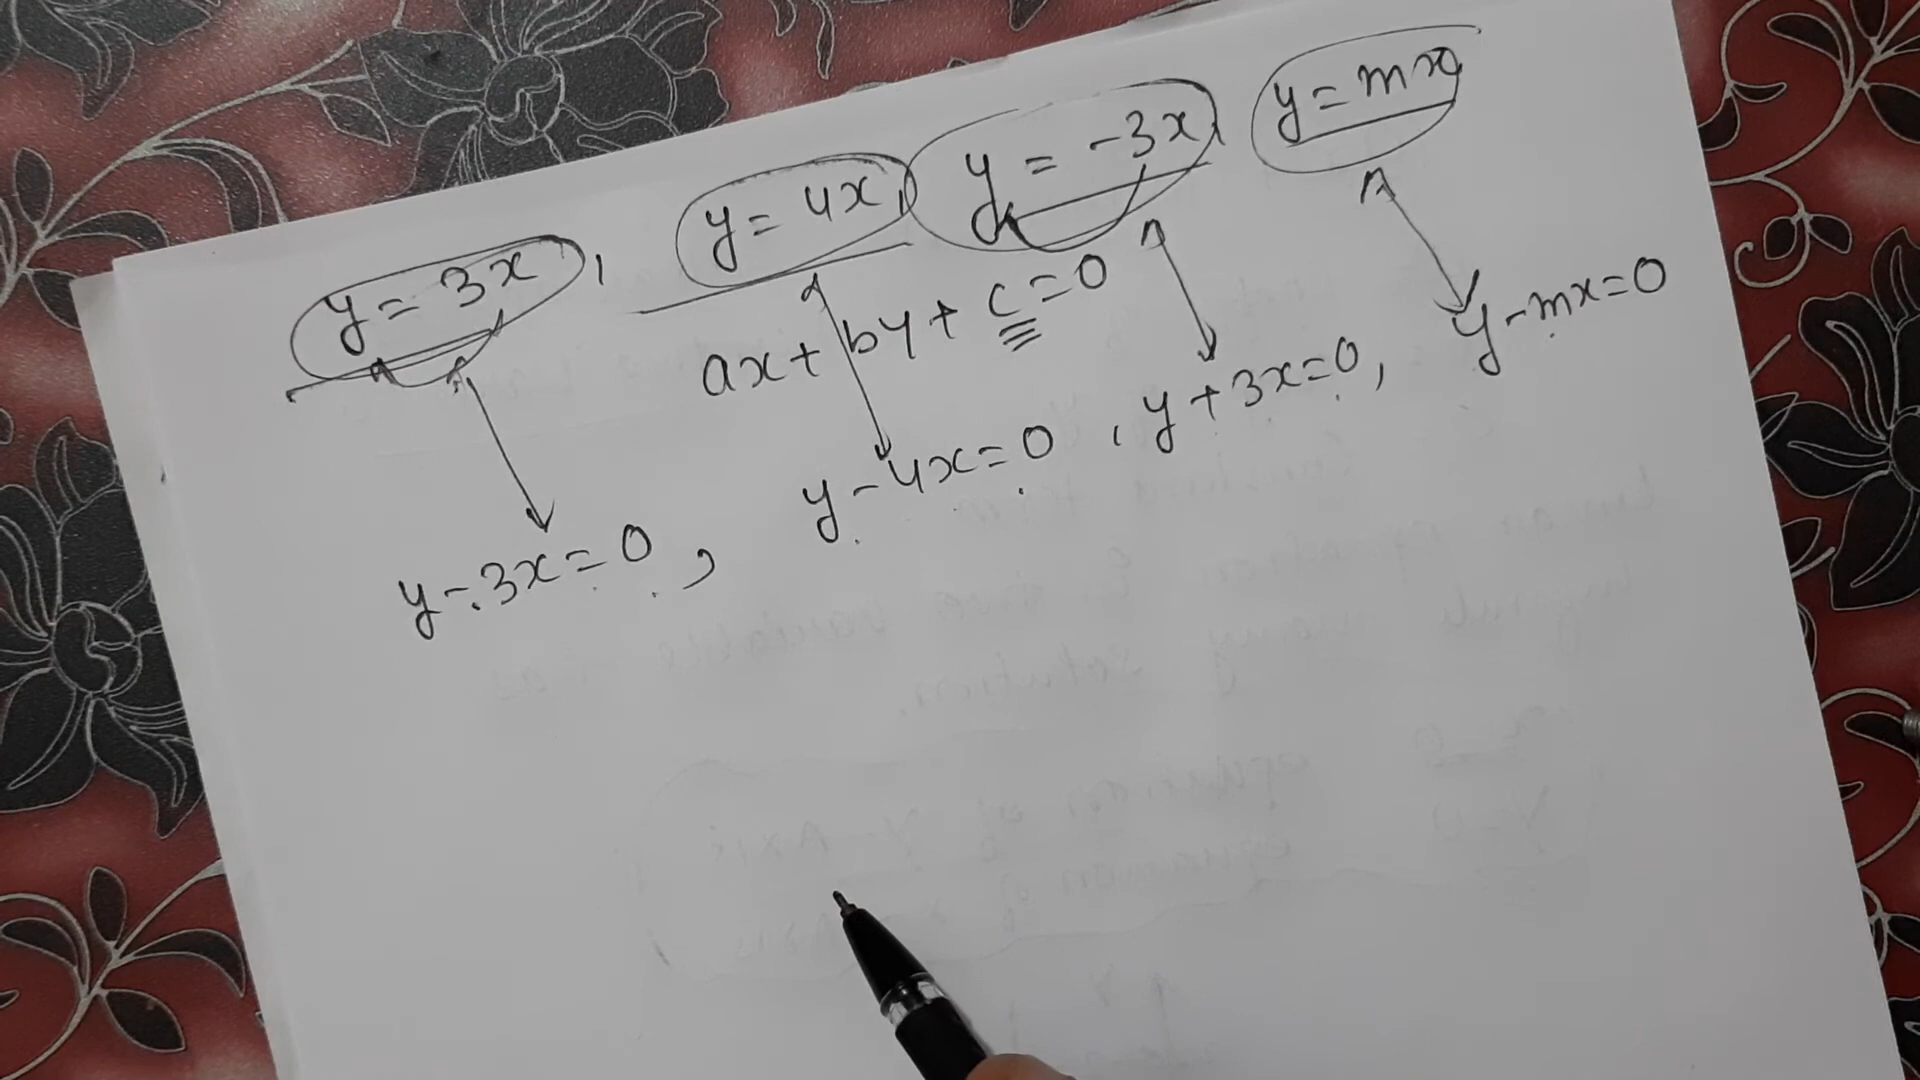 y = 3x, y = 4x, y = -3x, y = mx
ax + by + c = 0
y - 3x = 0, y - 4x = 0, y + 3x = 0, y - mx = 0